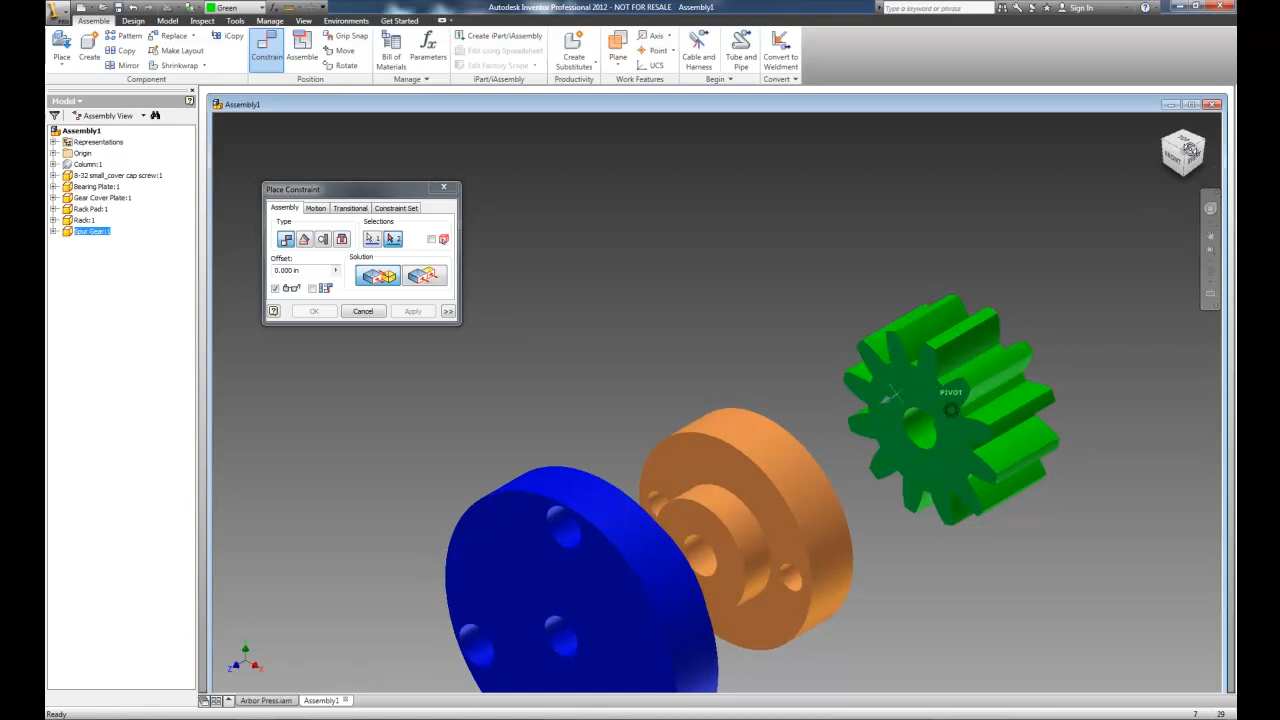 Green
Autodesk Inventor Professional 2012 - NOT FOR RESALE Assembly1
Type a keyword or phrase
Sign In
PRO
Assemble Design Model Inspect Tools Manage View Environments Get Started
Place
Create
Pattern
Copy
Mirror
Replace
Make Layout
Shrinkwrap
iCopy
Component
Constrain
Assemble
Grip Snap
Move
Rotate
Position
Bill of Materials
Parameters
Manage
Create iPart/iAssembly
Edit using Spreadsheet
Edit Factory Scope
iPart/iAssembly
Create Substitutes
Productivity
Plane
Axis
Point
UCS
Work Features
Cable and Harness
Tube and Pipe
Begin
Convert to Weldment
Convert
Model
Assembly View
Assembly1
Representations
Origin
Column:1
8-32 small_cover cap screw:1
Bearing Plate:1
Gear Cover Plate:1
Rack Pad:1
Rack:1
Spur Gear:1
Assembly1
Place Constraint
Assembly Motion Transitional Constraint Set
Type
Selections
1
2
Offset:
0.000 in
Solution
OK
Cancel
Apply
>>
TOP
FRONT
PIVOT
Y
Z
X
Arbor Press.iam
Assembly1
Ready
7
29